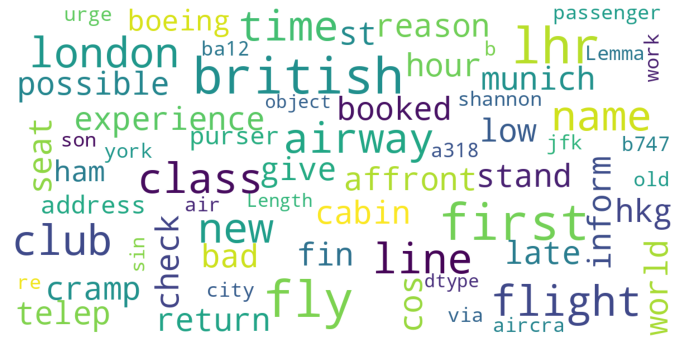 urge boeing time st reason passenger
london ba12 hour b lhr Lemma work
possible british munich
object booked shannon name
seat experience purser airway low jfk b747
son york a318
ham class give affront stand inform old
address air Length cabin first hkg
club check new line late world
sin bad fin cos
re cramp city fly dtype flight
telep return via aircra